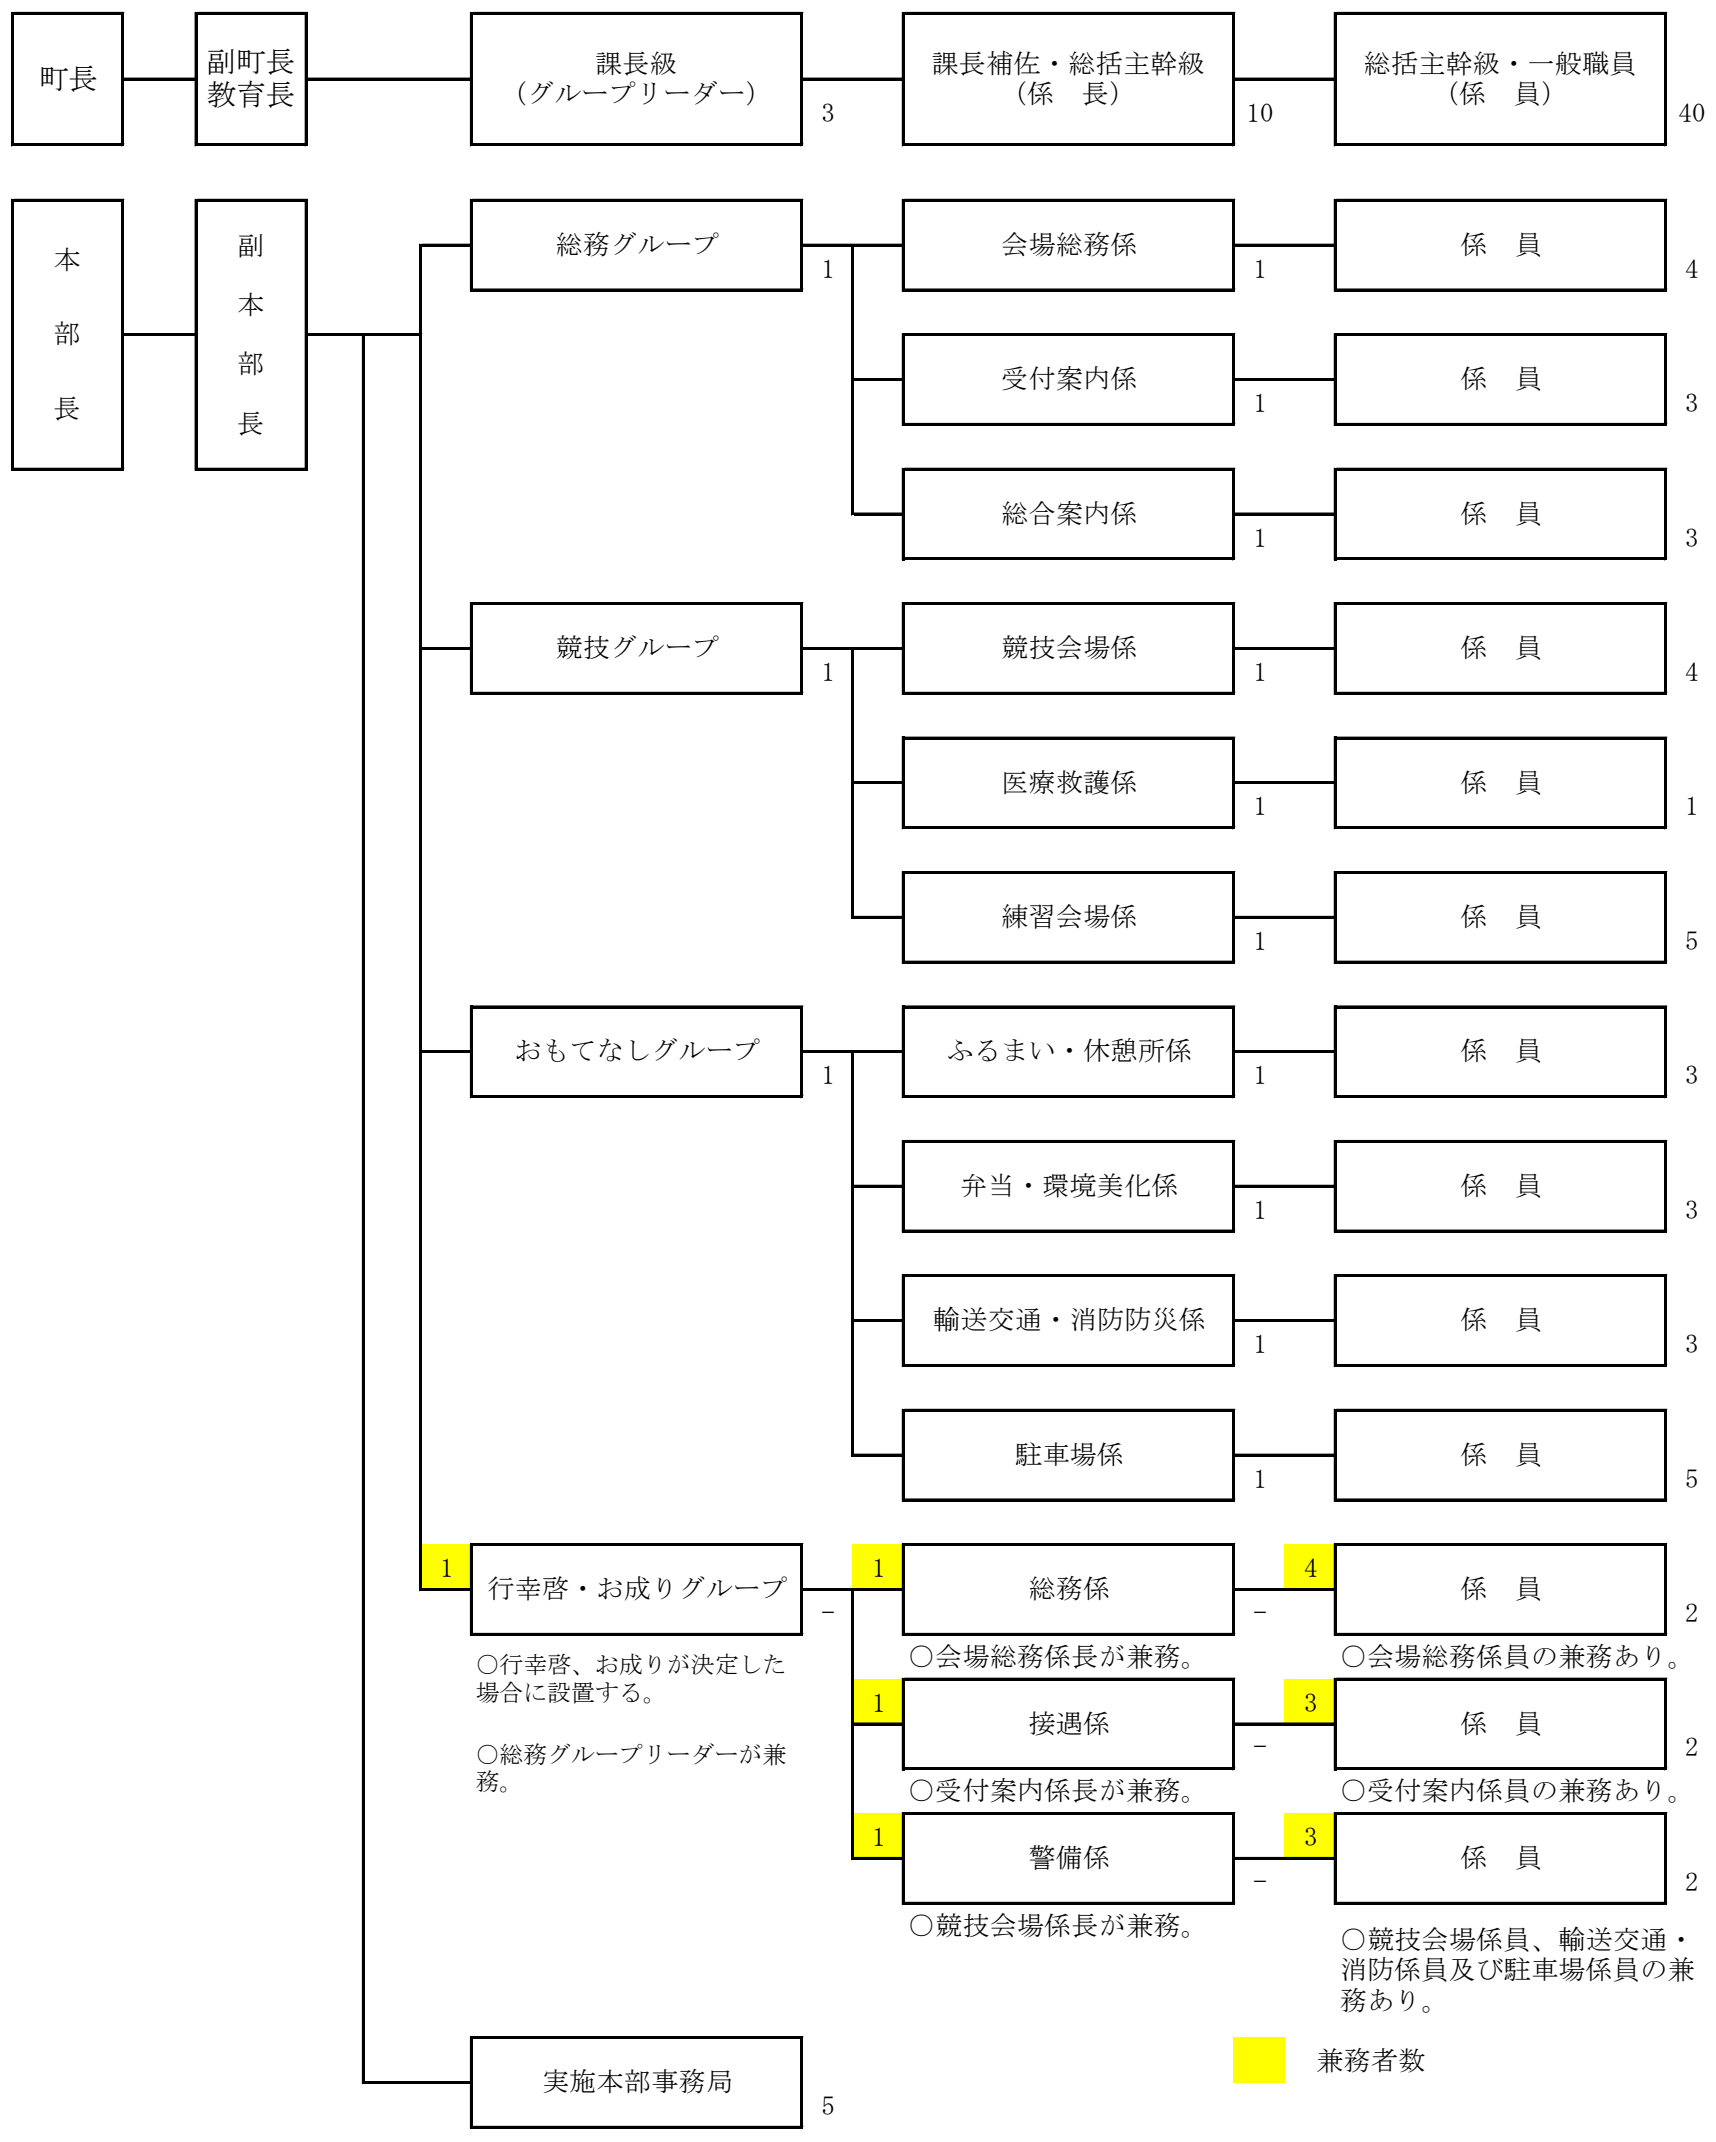 町長
副町長
教育長
課長級
（グループリーダー）
3
課長補佐・総括主幹級
（係　長）
10
総括主幹級・一般職員
（係　員）
40
本部長
副本部長
総務グループ
1
会場総務係
1
係　員
4
受付案内係
1
係　員
3
総合案内係
1
係　員
3
競技グループ
1
競技会場係
1
係　員
4
医療救護係
1
係　員
1
練習会場係
1
係　員
5
おもてなしグループ
1
ふるまい・休憩所係
1
係　員
3
弁当・環境美化係
1
係　員
3
輸送交通・消防防災係
1
係　員
3
駐車場係
1
係　員
5
1
行幸啓・お成りグループ
-
○行幸啓、お成りが決定した
場合に設置する。
○総務グループリーダーが兼
務。
1
総務係
-
○会場総務係長が兼務。
4
係　員
2
○会場総務係員の兼務あり。
1
接遇係
-
○受付案内係長が兼務。
3
係　員
2
○受付案内係員の兼務あり。
1
警備係
-
○競技会場係長が兼務。
3
係　員
2
○競技会場係員、輸送交通・
消防係員及び駐車場係員の兼
務あり。
実施本部事務局
5
兼務者数